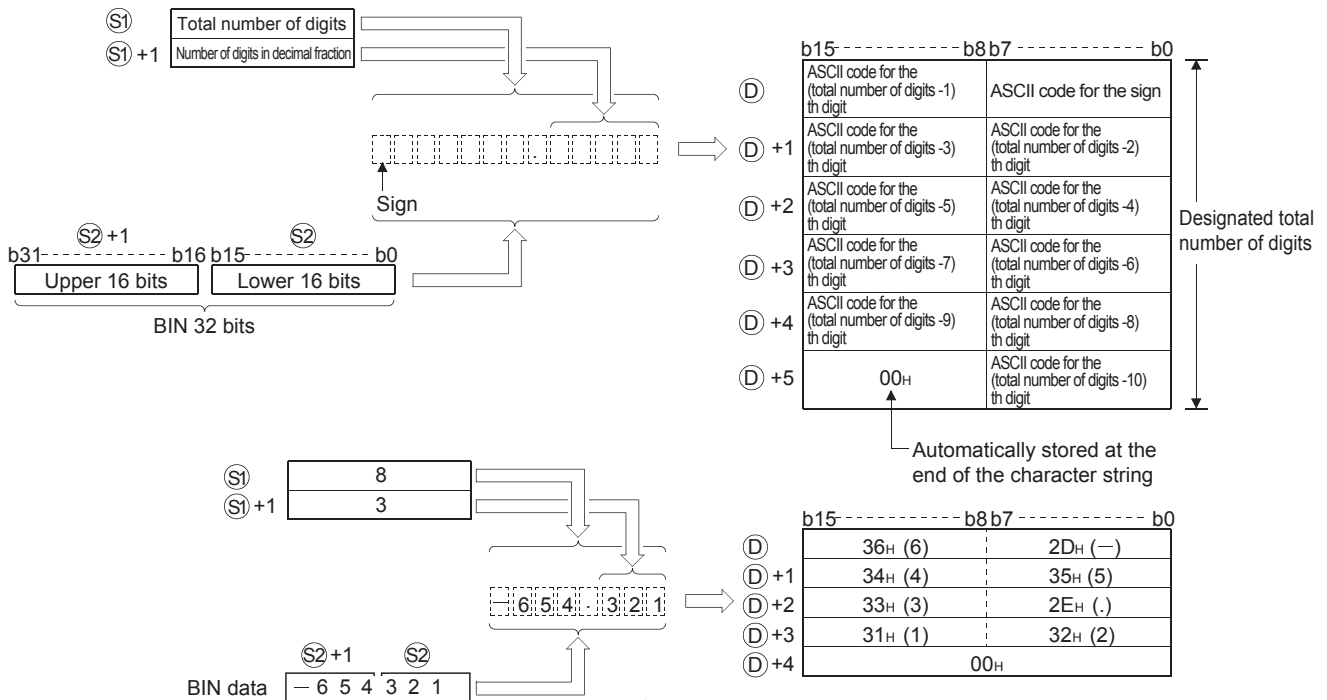 S1 Total number of digits
S1 +1 Number of digits in decimal fraction
.
Sign
S2 +1 S2
b31 b16 b15 b0
Upper 16 bits Lower 16 bits
BIN 32 bits
b15 b8 b7 b0
D ASCII code for the (total number of digits -1) th digit ASCII code for the sign
D +1 ASCII code for the (total number of digits -3) th digit ASCII code for the (total number of digits -2) th digit
D +2 ASCII code for the (total number of digits -5) th digit ASCII code for the (total number of digits -4) th digit
D +3 ASCII code for the (total number of digits -7) th digit ASCII code for the (total number of digits -6) th digit
D +4 ASCII code for the (total number of digits -9) th digit ASCII code for the (total number of digits -8) th digit
D +5 00H ASCII code for the (total number of digits -10) th digit
Designated total
number of digits
Automatically stored at the
end of the character string
S1 8
S1 +1 3
− 6 5 4 . 3 2 1
S2 +1 S2
BIN data − 6 5 4 3 2 1
b15 b8 b7 b0
D 36H (6) 2DH (−)
D +1 34H (4) 35H (5)
D +2 33H (3) 2EH (.)
D +3 31H (1) 32H (2)
D +4 00H